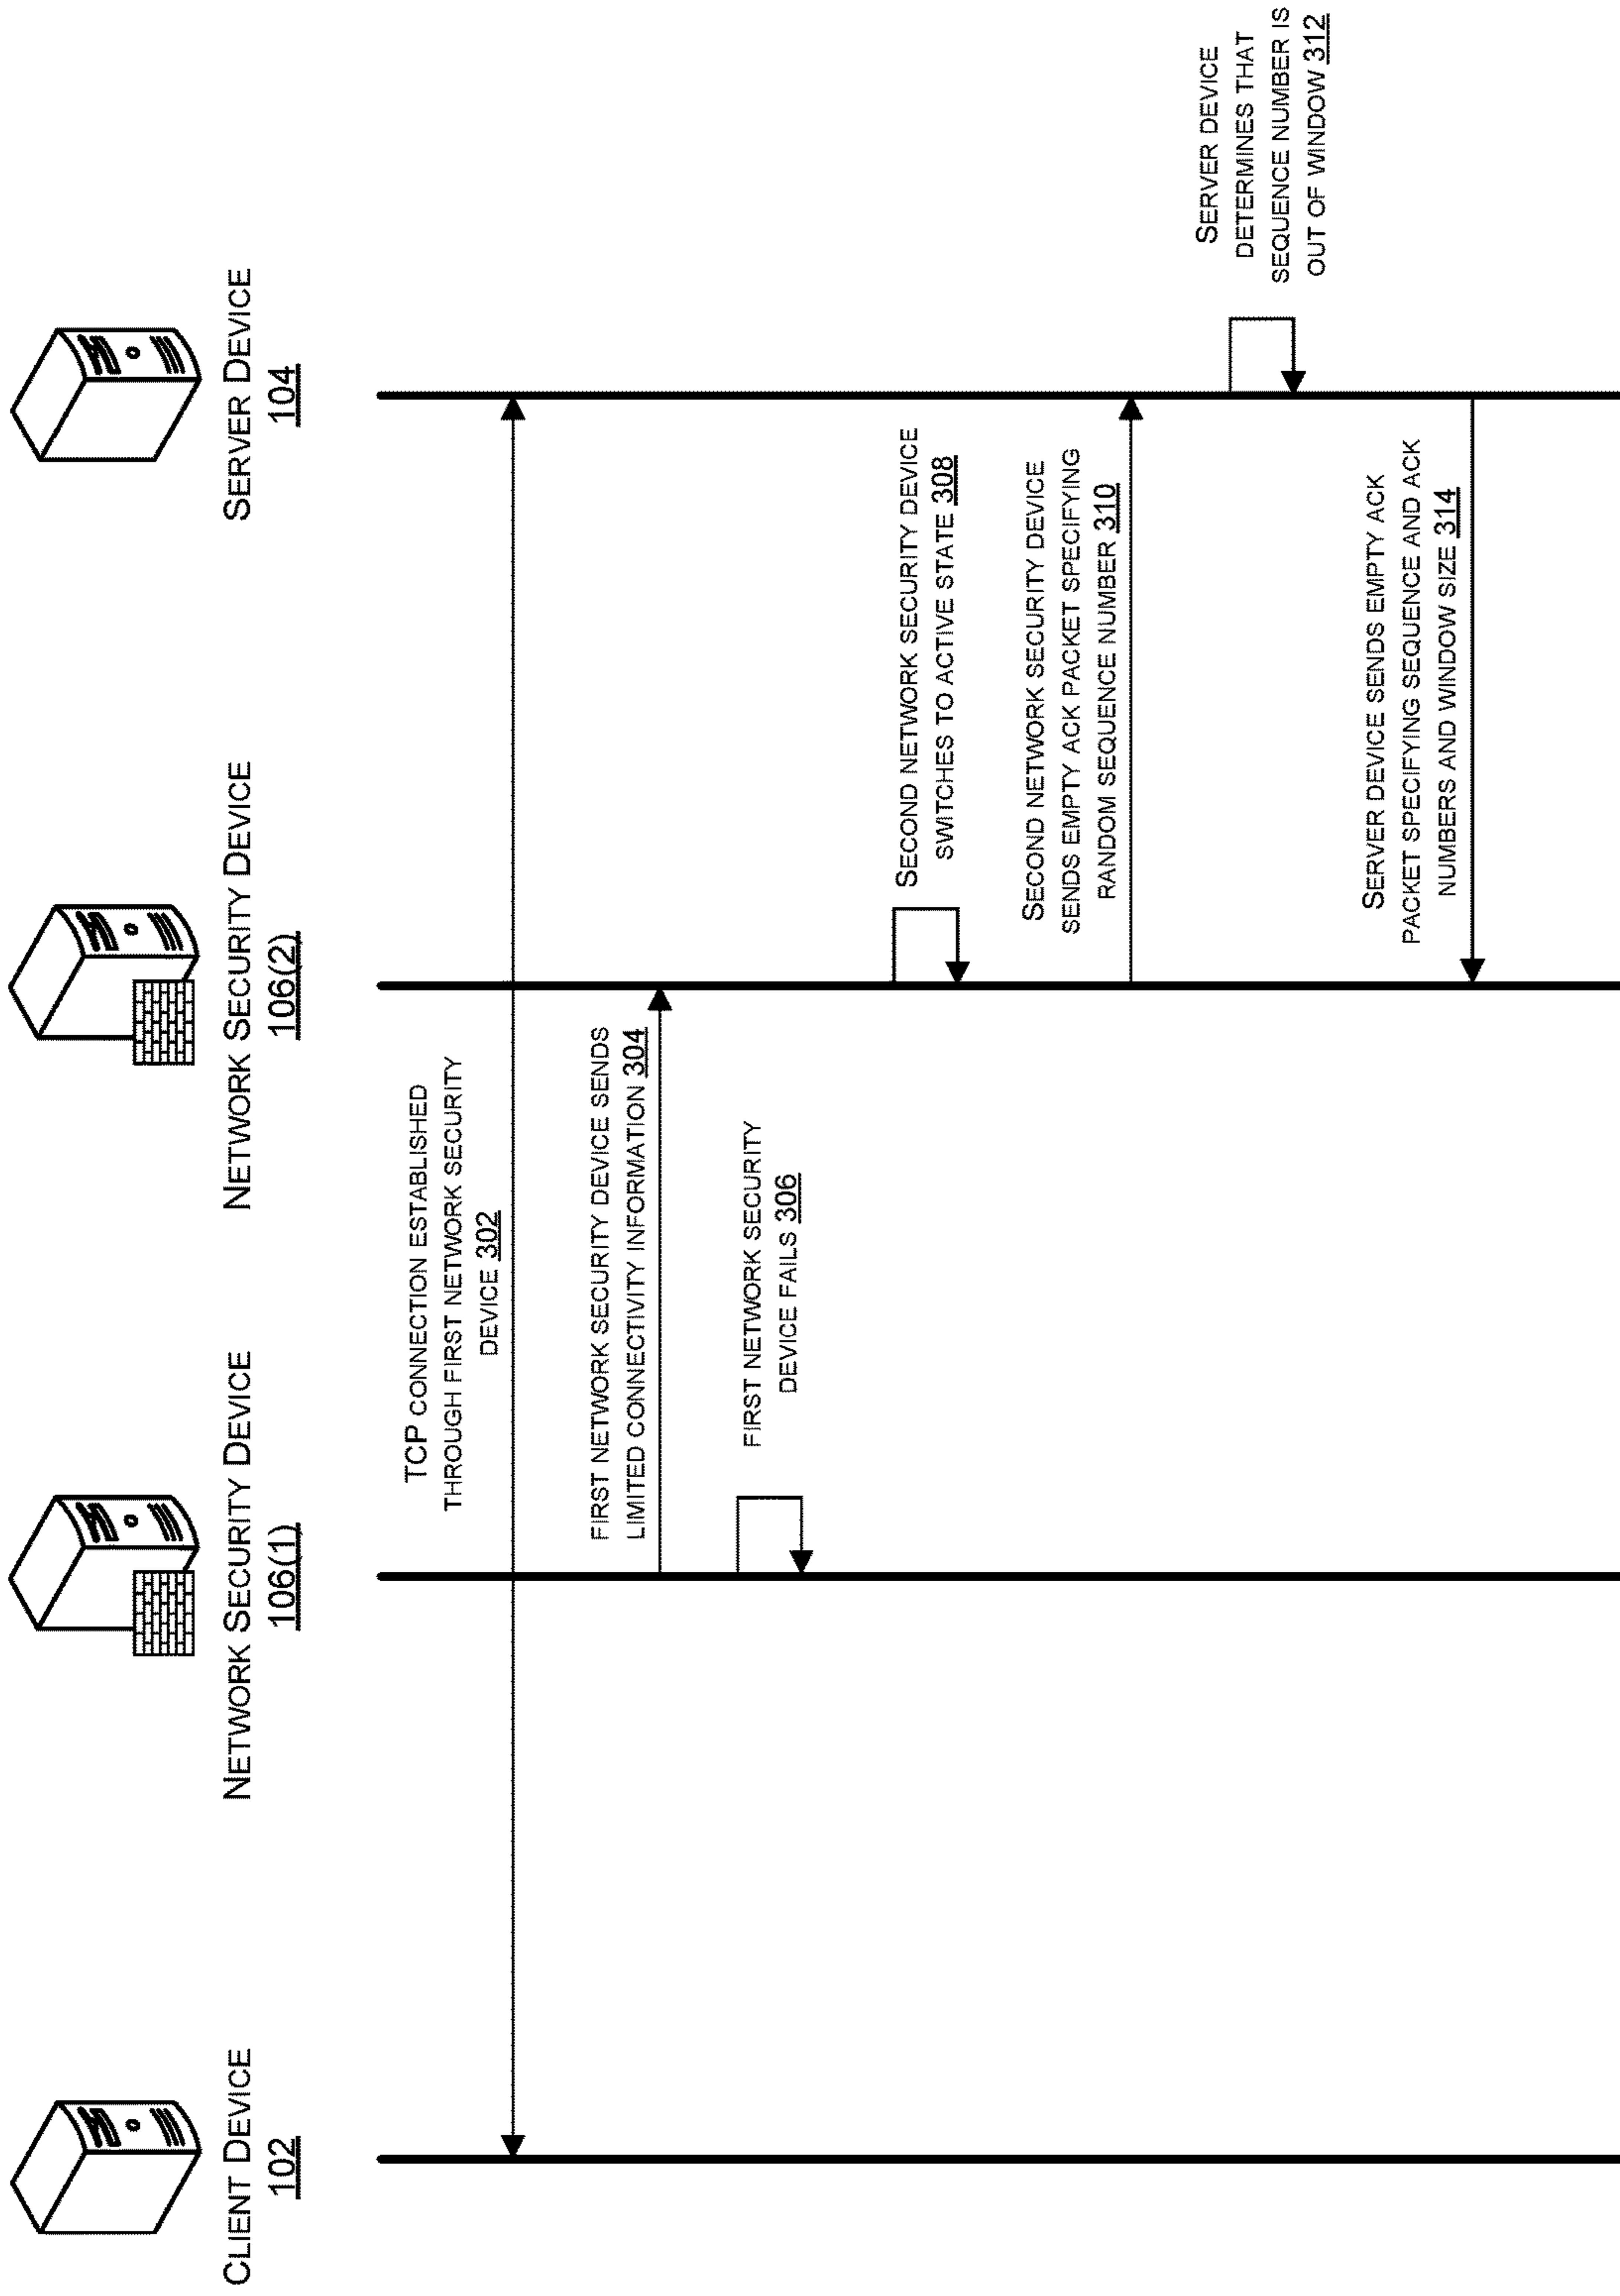 CLIENT DEVICE
102
NETWORK SECURITY DEVICE
106(1)
NETWORK SECURITY DEVICE
106(2)
SERVER DEVICE
104
TCP CONNECTION ESTABLISHED
THROUGH FIRST NETWORK SECURITY
DEVICE 302
FIRST NETWORK SECURITY DEVICE SENDS
LIMITED CONNECTIVITY INFORMATION 304
FIRST NETWORK SECURITY
DEVICE FAILS 306
SECOND NETWORK SECURITY DEVICE
SWITCHES TO ACTIVE STATE 308
SECOND NETWORK SECURITY DEVICE
SENDS EMPTY ACK PACKET SPECIFYING
RANDOM SEQUENCE NUMBER 310
SERVER DEVICE
DETERMINES THAT
SEQUENCE NUMBER IS
OUT OF WINDOW 312
SERVER DEVICE SENDS EMPTY ACK
PACKET SPECIFYING SEQUENCE AND ACK
NUMBERS AND WINDOW SIZE 314